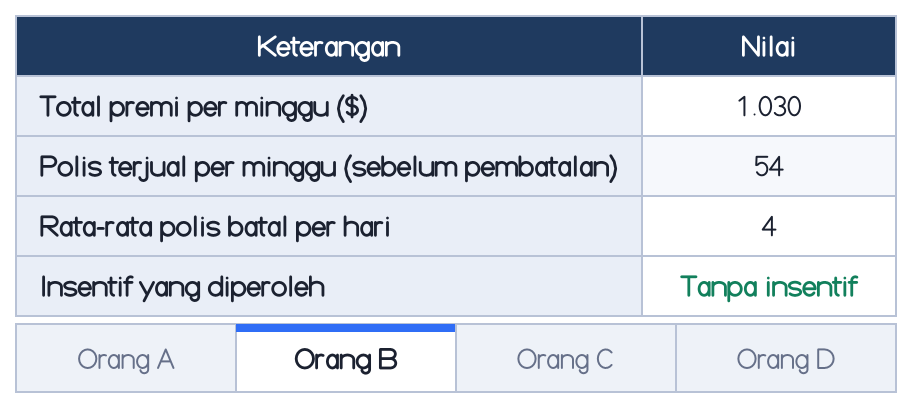 Keterangan Nilai
Total premi per minggu ($) 1.030
Polis terjual per minggu (sebelum pembatalan) 54
Rata-rata polis batal per hari 4
Insentif yang diperoleh Tanpa insentif
Orang A Orang B Orang C Orang D